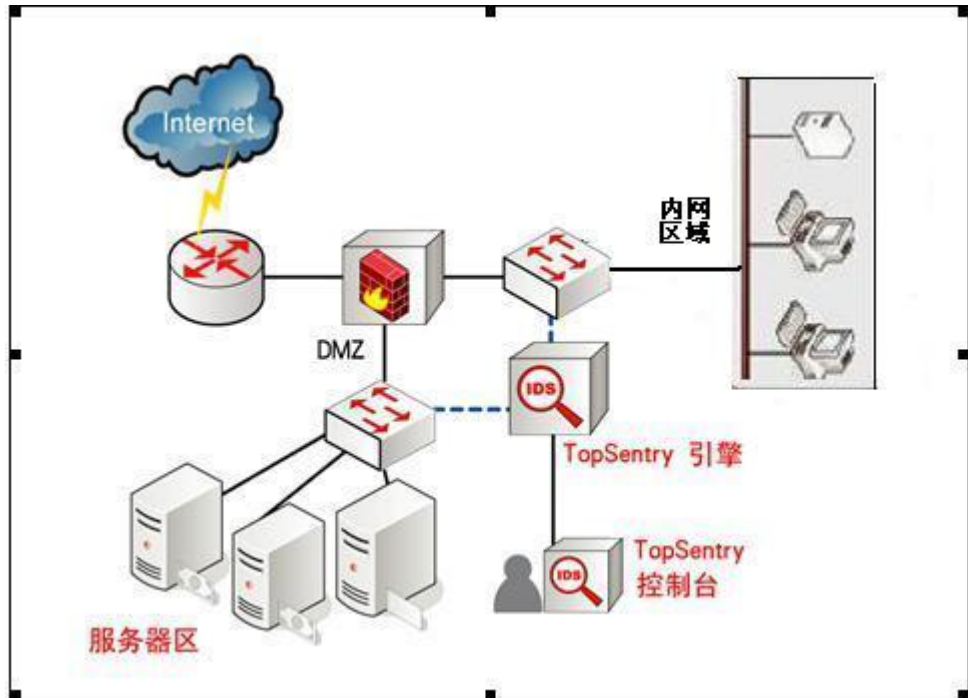 Internet
内网
区域
DMZ
IDS
TopSentry 引擎
IDS
TopSentry
控制台
服务器区